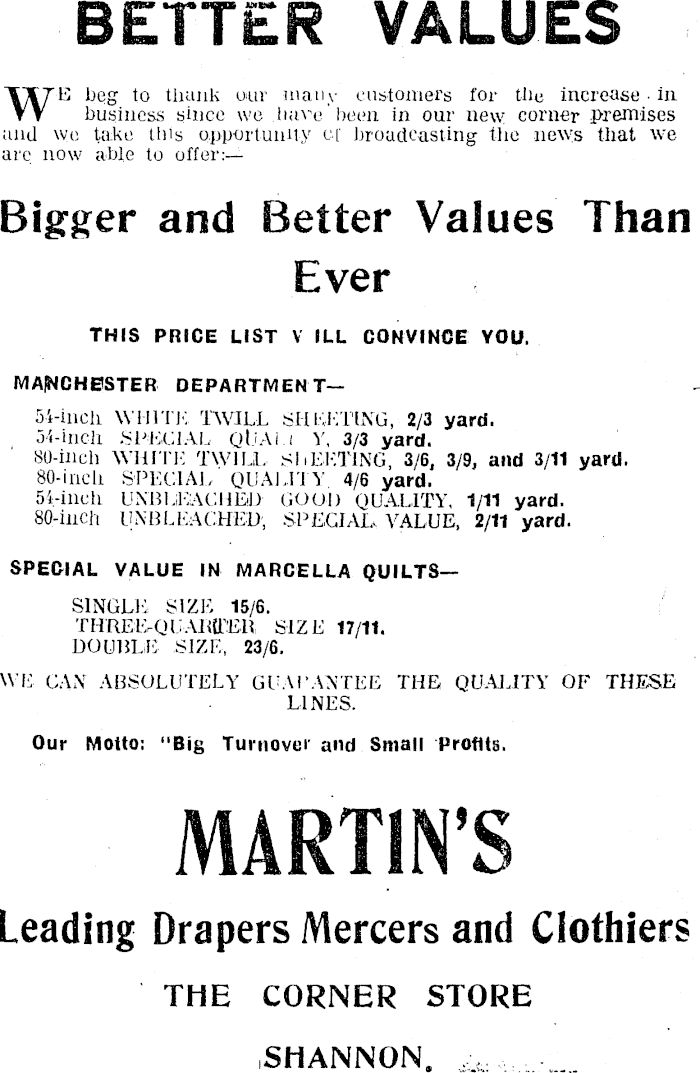 BETTER VALUES
WE beg to thank our many customers for the increase in
business since we have been in our new corner premises
and we take this opportunity of broadcasting the news that we
are now able to offer:—
Bigger and Better Values Than
Ever
THIS PRICE LIST WILL CONVINCE YOU.
MANCHESTER DEPARTMENT—
54-inch WHITE TWILL SHEETING, 2/3 yard.
54-inch SPECIAL QUALITY, 3/3 yard.
80-inch WHITE TWILL SHEETING, 3/6, 3/9, and 3/11 yard.
80-inch SPECIAL QUALITY 4/6 yard.
54-inch UNBLEACHED GOOD QUALITY, 1/11 yard.
80-inch UNBLEACHED, SPECIAL VALUE, 2/11 yard.
SPECIAL VALUE IN MARCELLA QUILTS—
SINGLE SIZE 15/6.
THREE-QUARTER SIZE 17/11.
DOUBLE SIZE, 23/6.
WE CAN ABSOLUTELY GUARANTEE THE QUALITY OF THESE
LINES.
Our Motto: "Big Turnover and Small Profits.
MARTIN'S
Leading Drapers Mercers and Clothiers
THE CORNER STORE
SHANNON.